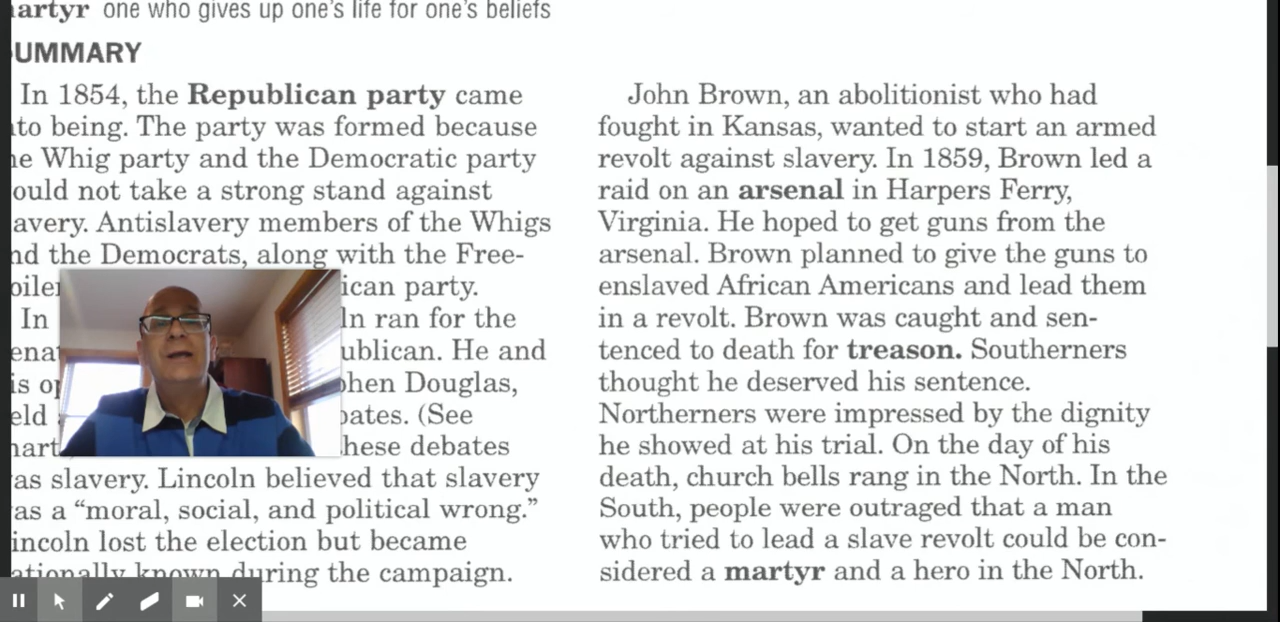 artyr one who gives up one's life for one's beliefs
UMMARY
In 1854, the Republican party came
to being. The party was formed because
e Whig party and the Democratic party
ould not take a strong stand against
avery. Antislavery members of the Whigs
nd the Democrats, along with the Free-
oiler ican party.
In ln ran for the
enat ublican. He and
is op hen Douglas,
eld bates. (See
hart hese debates
as slavery. Lincoln believed that slavery
as a “moral, social, and political wrong.”
incoln lost the election but became
ationally known during the campaign.
John Brown, an abolitionist who had
fought in Kansas, wanted to start an armed
revolt against slavery. In 1859, Brown led a
raid on an arsenal in Harpers Ferry,
Virginia. He hoped to get guns from the
arsenal. Brown planned to give the guns to
enslaved African Americans and lead them
in a revolt. Brown was caught and sen-
tenced to death for treason. Southerners
thought he deserved his sentence.
Northerners were impressed by the dignity
he showed at his trial. On the day of his
death, church bells rang in the North. In the
South, people were outraged that a man
who tried to lead a slave revolt could be con-
sidered a martyr and a hero in the North.